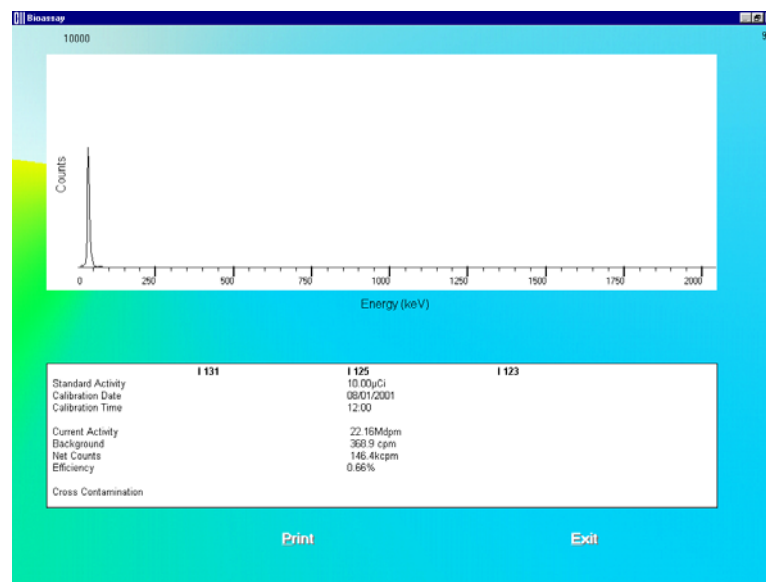 Bioassay
10000
9
Counts
0 250 500 750 1000 1250 1500 1750 2000
Energy (keV)
I 131 I 125 I 123
Standard Activity 10.00µCi
Calibration Date 08/01/2001
Calibration Time 12:00
Current Activity 22.16Mdpm
Background 368.9 cpm
Net Counts 146.4kcpm
Efficiency 0.66%
Cross Contamination
Print Exit